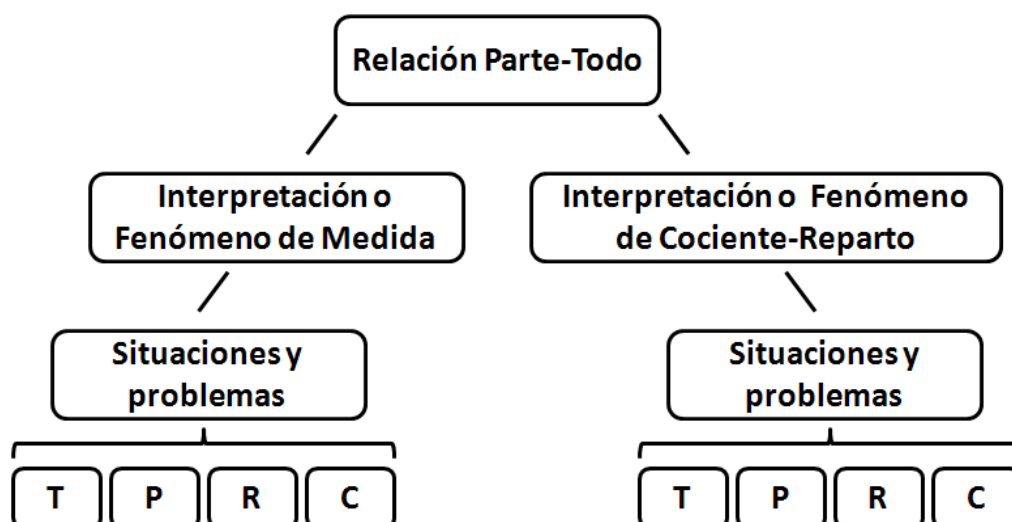 Relación Parte-Todo
Interpretación o
Fenómeno de Medida
Interpretación o Fenómeno
de Cociente-Reparto
Situaciones y
problemas
Situaciones y
problemas
T P R C
T P R C